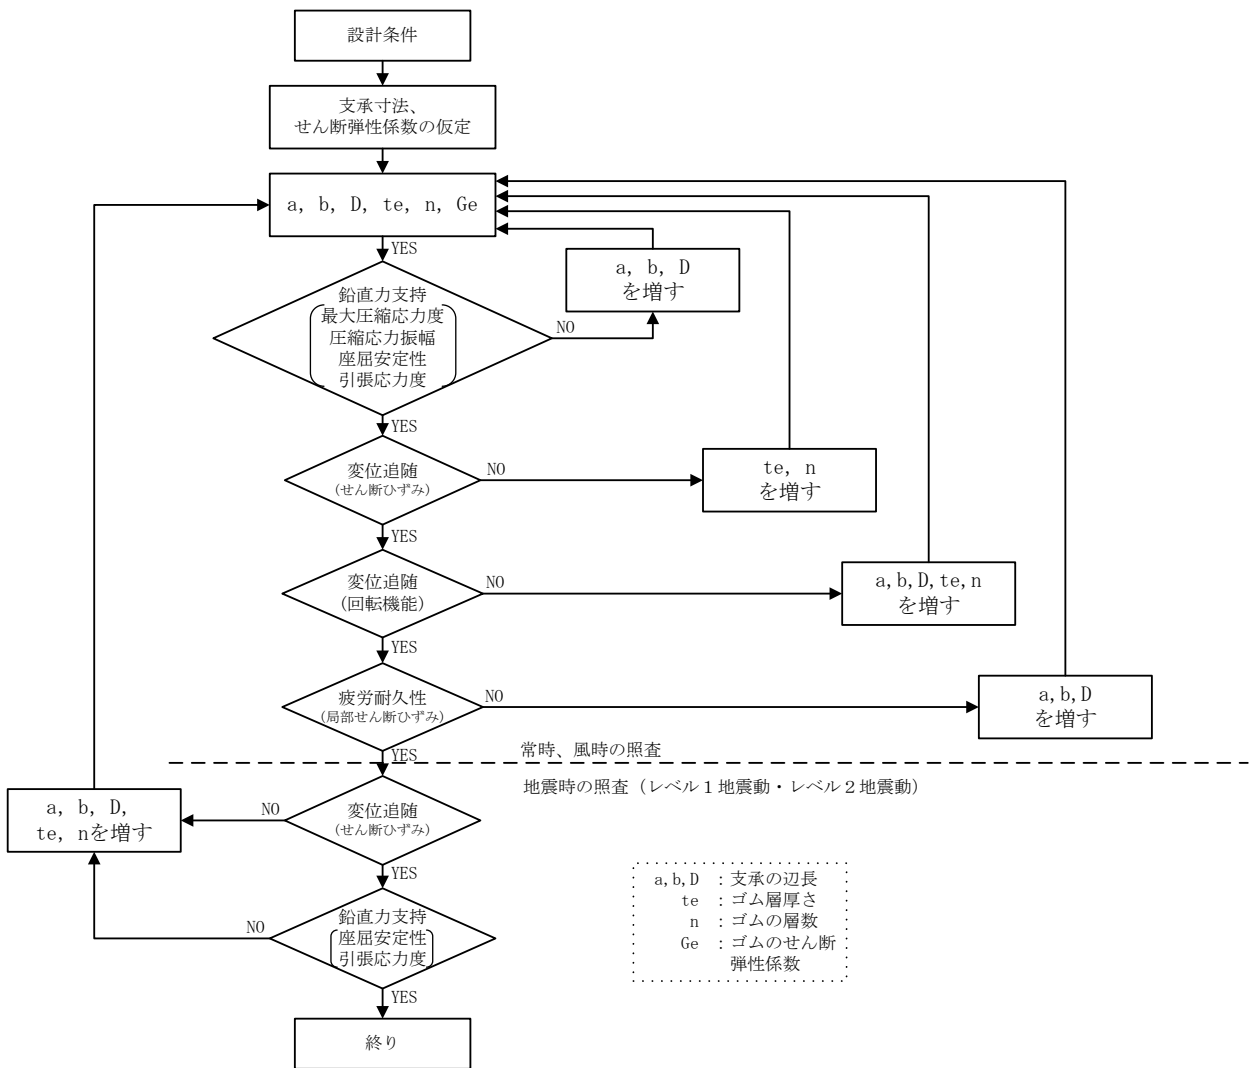 設計条件
支承寸法、
せん断弾性係数の仮定
a, b, D, te, n, Ge
YES
a, b, D
を増す
鉛直力支持
最大圧縮応力度
圧縮応力振幅
座屈安定性
引張応力度
NO
YES
変位追随
(せん断ひずみ)
NO
te, n
を増す
YES
変位追随
(回転機能)
NO
a,b,D,te,n
を増す
YES
疲労耐久性
(局部せん断ひずみ)
NO
a,b,D
を増す
YES
常時、風時の照査
地震時の照査（レベル１地震動・レベル２地震動）
a, b, D,
te, nを増す
NO
変位追随
(せん断ひずみ)
YES
鉛直力支持
座屈安定性
引張応力度
NO
YES
終り
a,b,D ：支承の辺長
te ：ゴム層厚さ
n ：ゴムの層数
Ge ：ゴムのせん断
弾性係数